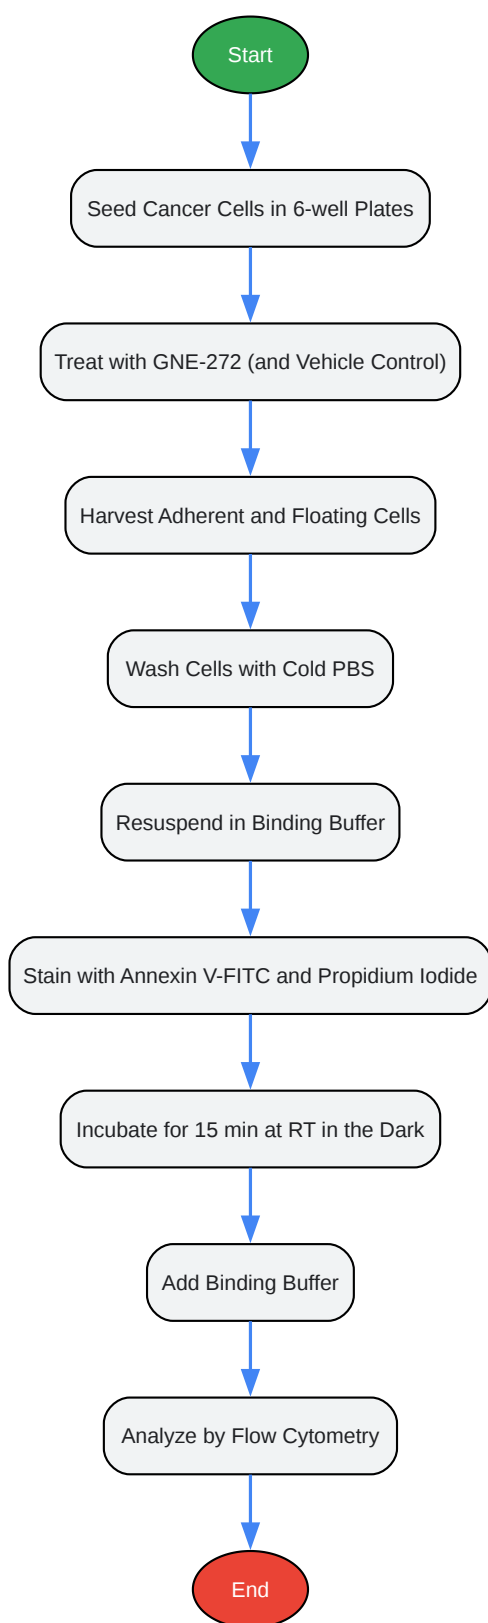 Start
Seed Cancer Cells in 6-well Plates
Treat with GNE-272 (and Vehicle Control)
Harvest Adherent and Floating Cells
Wash Cells with Cold PBS
Resuspend in Binding Buffer
Stain with Annexin V-FITC and Propidium Iodide
Incubate for 15 min at RT in the Dark
Add Binding Buffer
Analyze by Flow Cytometry
End